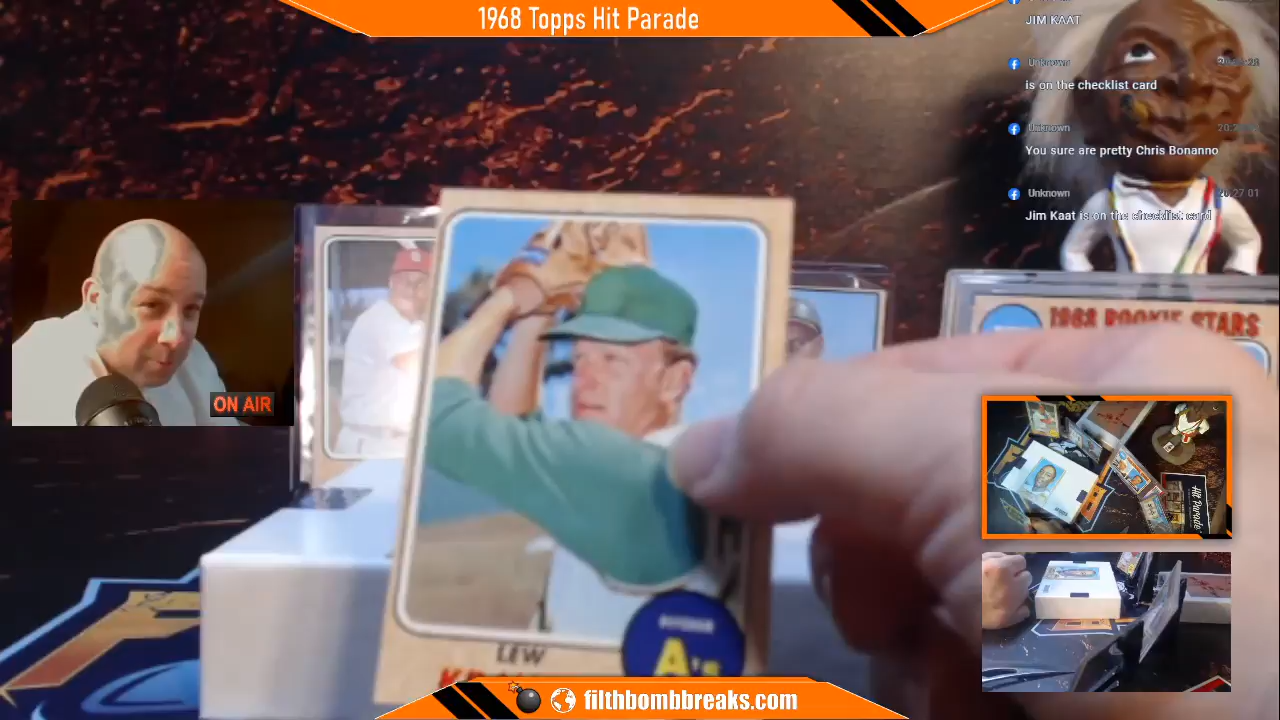 1968 Topps Hit Parade
JIM KAAT
Unknown
is on the checklist card
Unknown
You sure are pretty Chris Bonanno
Unknown
Jim Kaat is on the checklist card
1968 ROOKIE STARS
ON AIR
PITCHER
A's
LEW
Hit Parade
filthbombbreaks.com